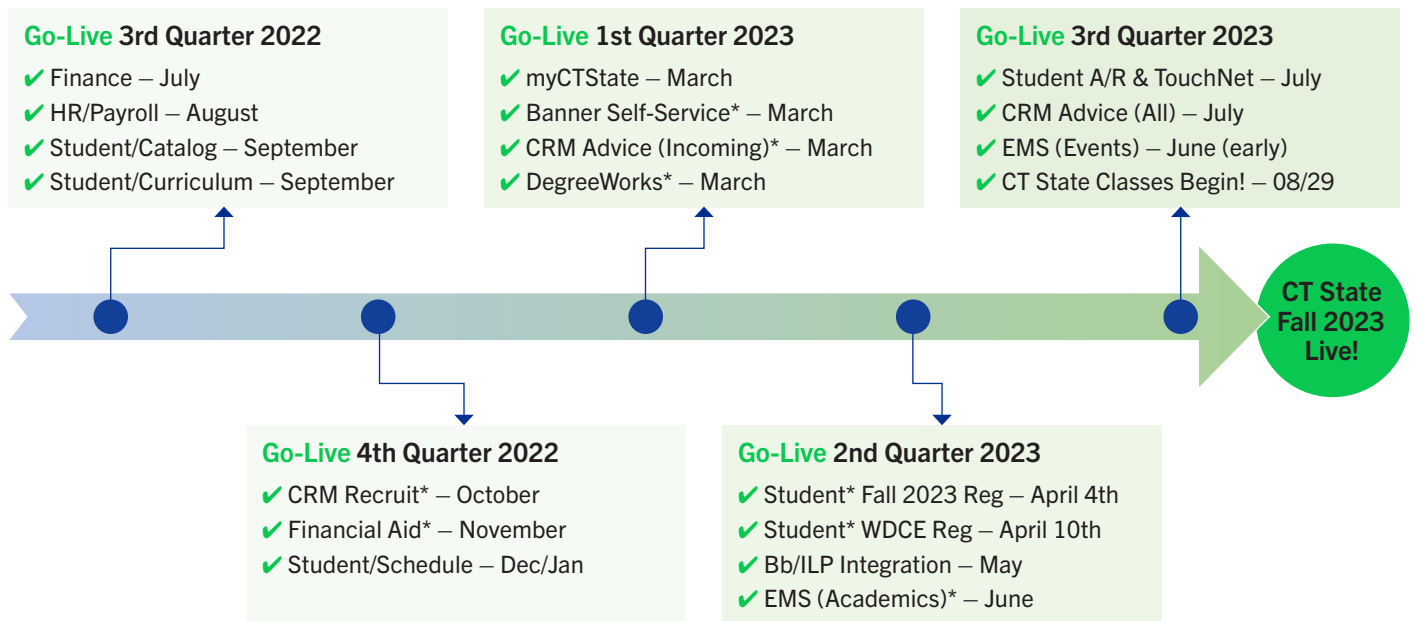 Go-Live 3rd Quarter 2022
✔ Finance – July
✔ HR/Payroll – August
✔ Student/Catalog – September
✔ Student/Curriculum – September
Go-Live 1st Quarter 2023
✔ myCTState – March
✔ Banner Self-Service* – March
✔ CRM Advice (Incoming)* – March
✔ DegreeWorks* – March
Go-Live 3rd Quarter 2023
✔ Student A/R & TouchNet – July
✔ CRM Advice (All) – July
✔ EMS (Events) – June (early)
✔ CT State Classes Begin! – 08/29
CT State
Fall 2023
Live!
Go-Live 4th Quarter 2022
✔ CRM Recruit* – October
✔ Financial Aid* – November
✔ Student/Schedule – Dec/Jan
Go-Live 2nd Quarter 2023
✔ Student* Fall 2023 Reg – April 4th
✔ Student* WDCE Reg – April 10th
✔ Bb/ILP Integration – May
✔ EMS (Academics)* – June